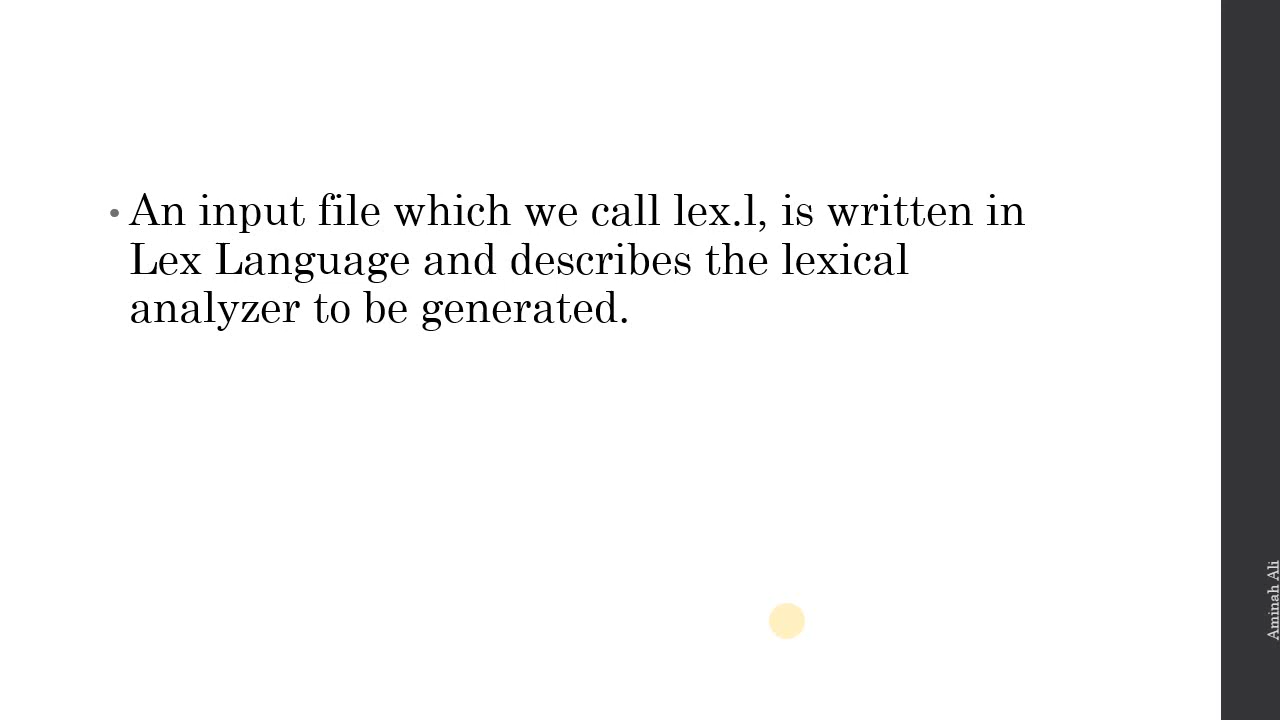 • An input file which we call lex.l, is written in
Lex Language and describes the lexical
analyzer to be generated.
Aminah Ali